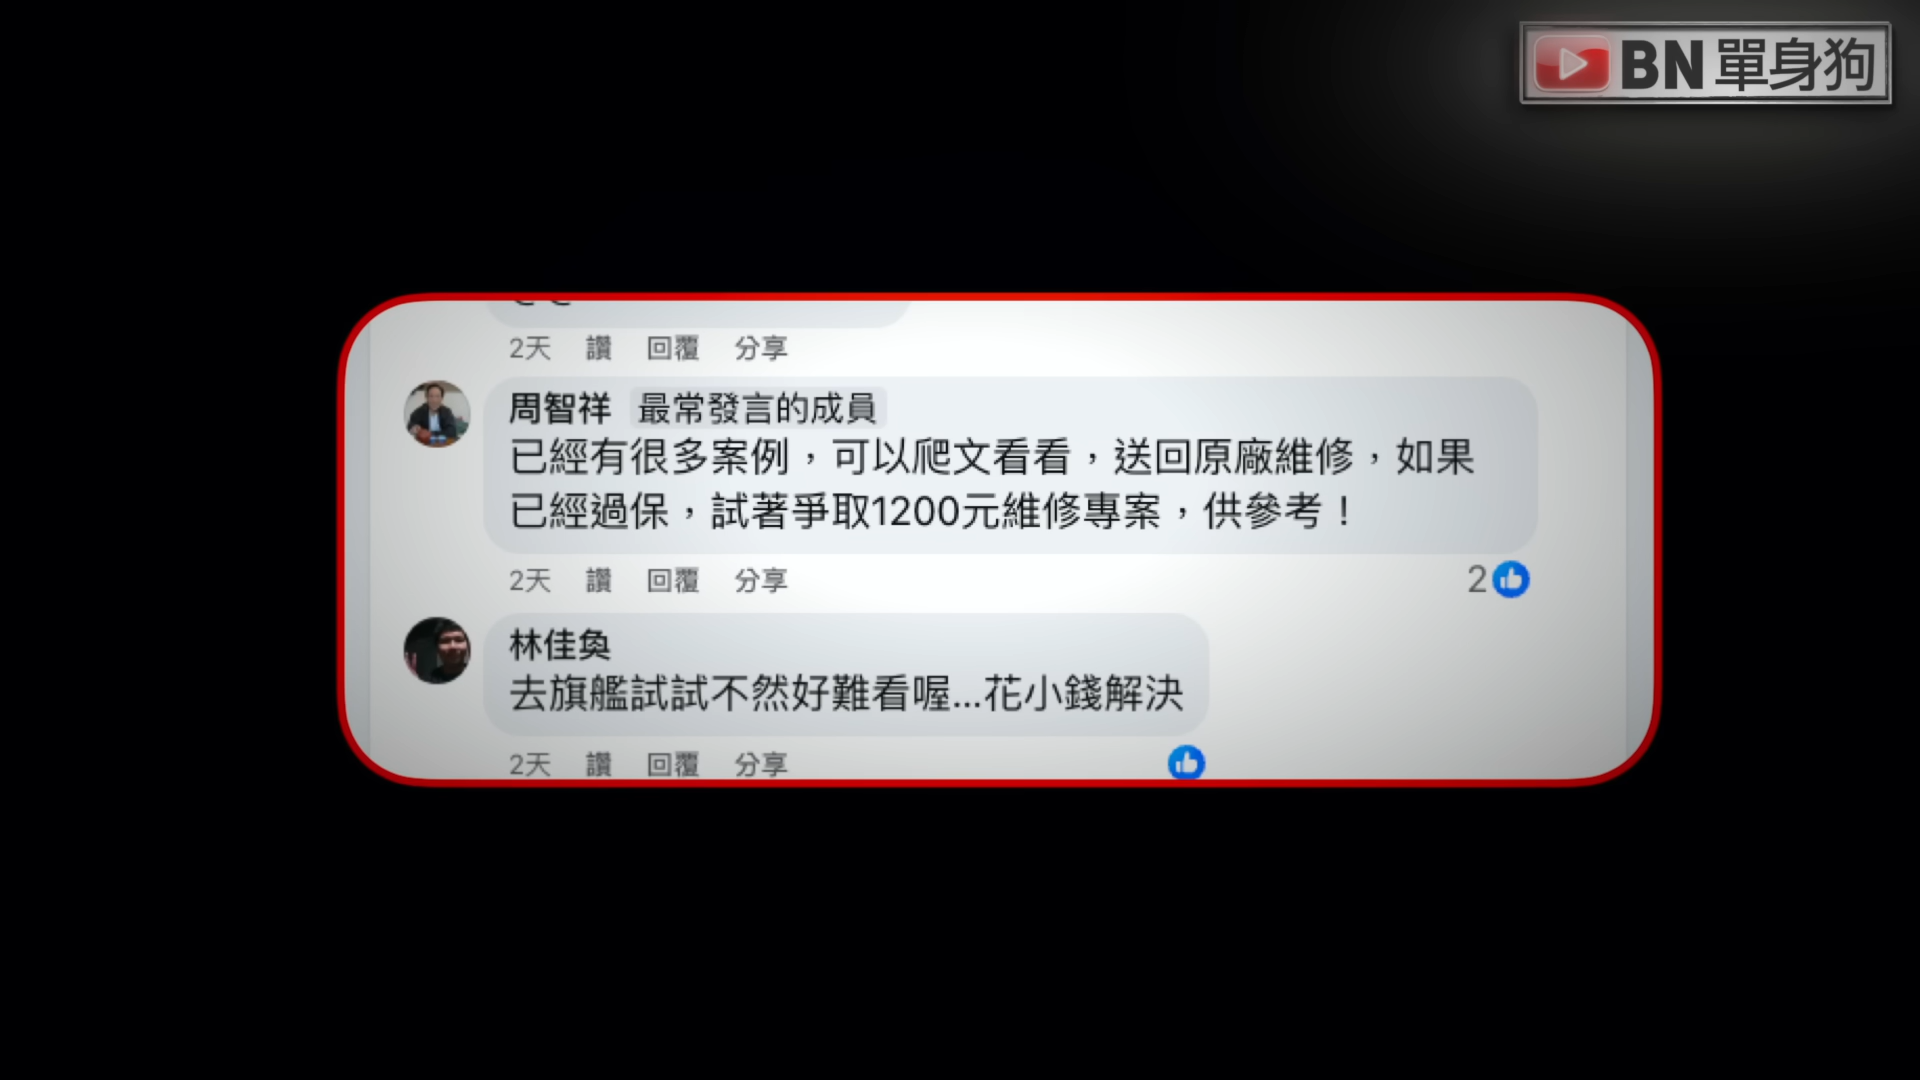 BN單身狗
2天 讚 回覆 分享
周智祥 最常發言的成員
已經有很多案例，可以爬文看看，送回原廠維修，如果
已經過保，試著爭取1200元維修專案，供參考！
2天 讚 回覆 分享 2
林佳奐
去旗艦試試不然好難看喔...花小錢解決
2天 讚 回覆 分享